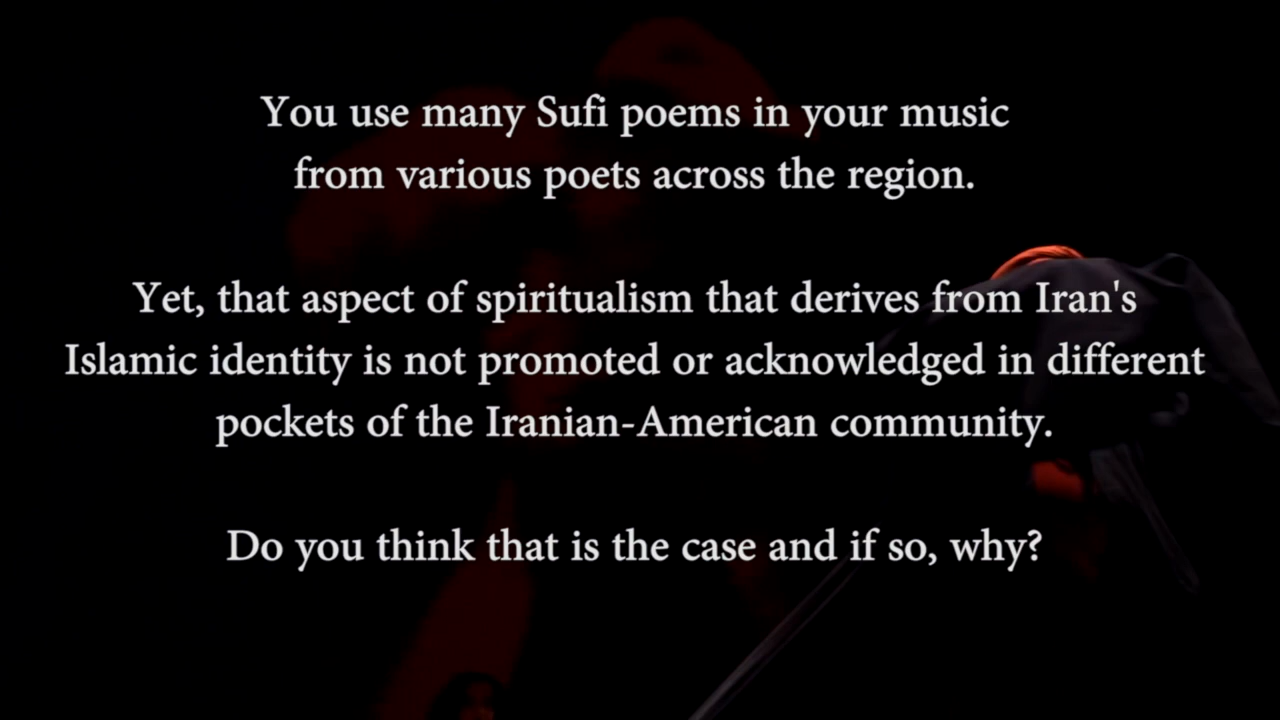 You use many Sufi poems in your music
from various poets across the region.
Yet, that aspect of spiritualism that derives from Iran's
Islamic identity is not promoted or acknowledged in different
pockets of the Iranian-American community.
Do you think that is the case and if so, why?